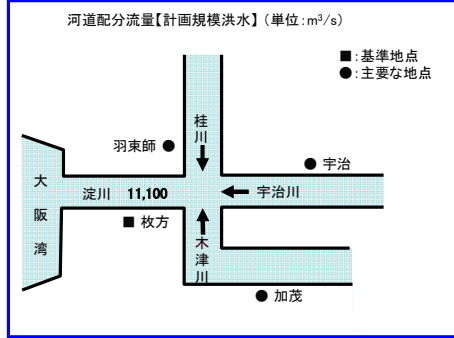 河道配分流量【計画規模洪水】(単位:m³/s)
■:基準地点
●:主要な地点
桂川
羽束師 ●
● 宇治
大阪湾
淀川 11,100
宇治川
■ 枚方
木津川
● 加茂